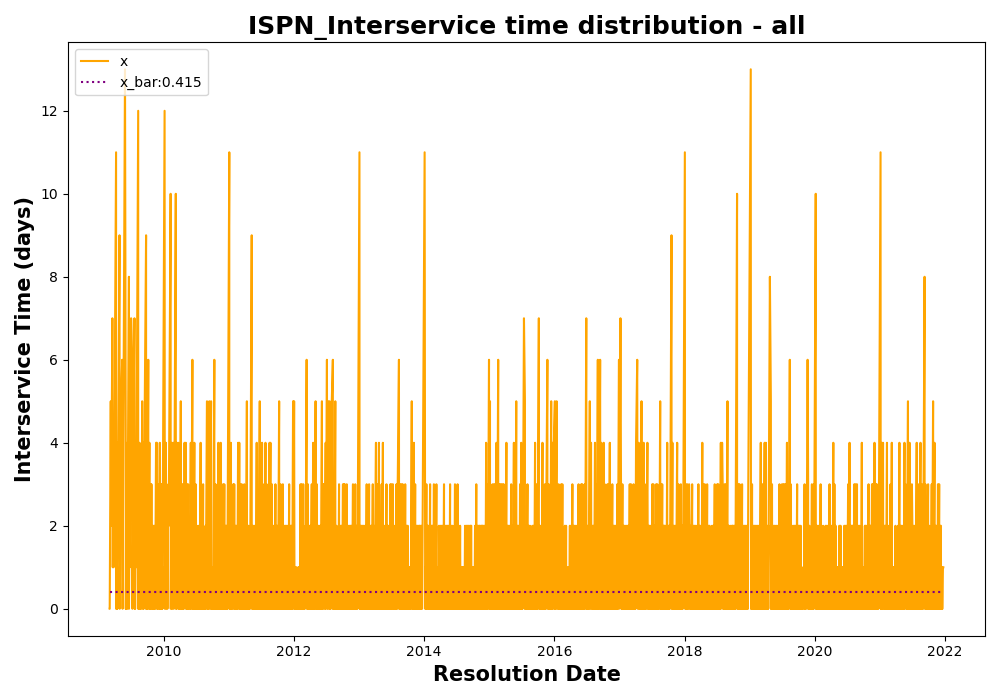 ISPN_Interservice time distribution - all
x
x_bar:0.415
12
10
8
6
4
2
0
Interservice Time (days)
2010 2012 2014 2016 2018 2020 2022
Resolution Date